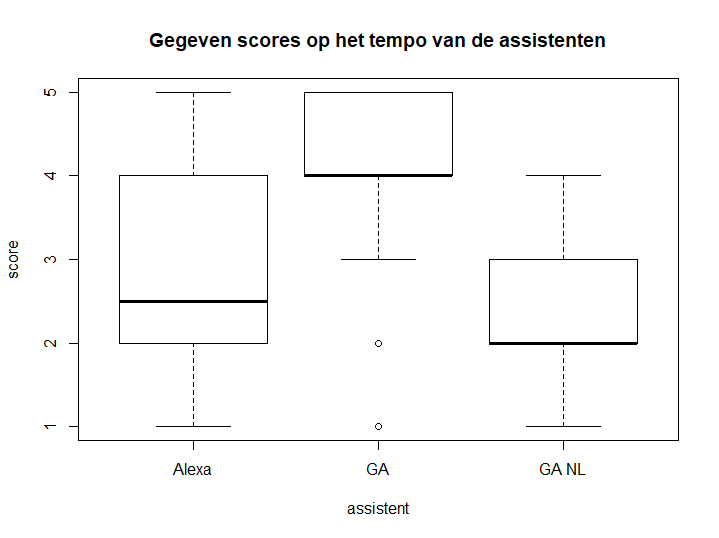 Gegeven scores op het tempo van de assistenten
5
4
3
2
1
score
Alexa GA GA NL
assistent